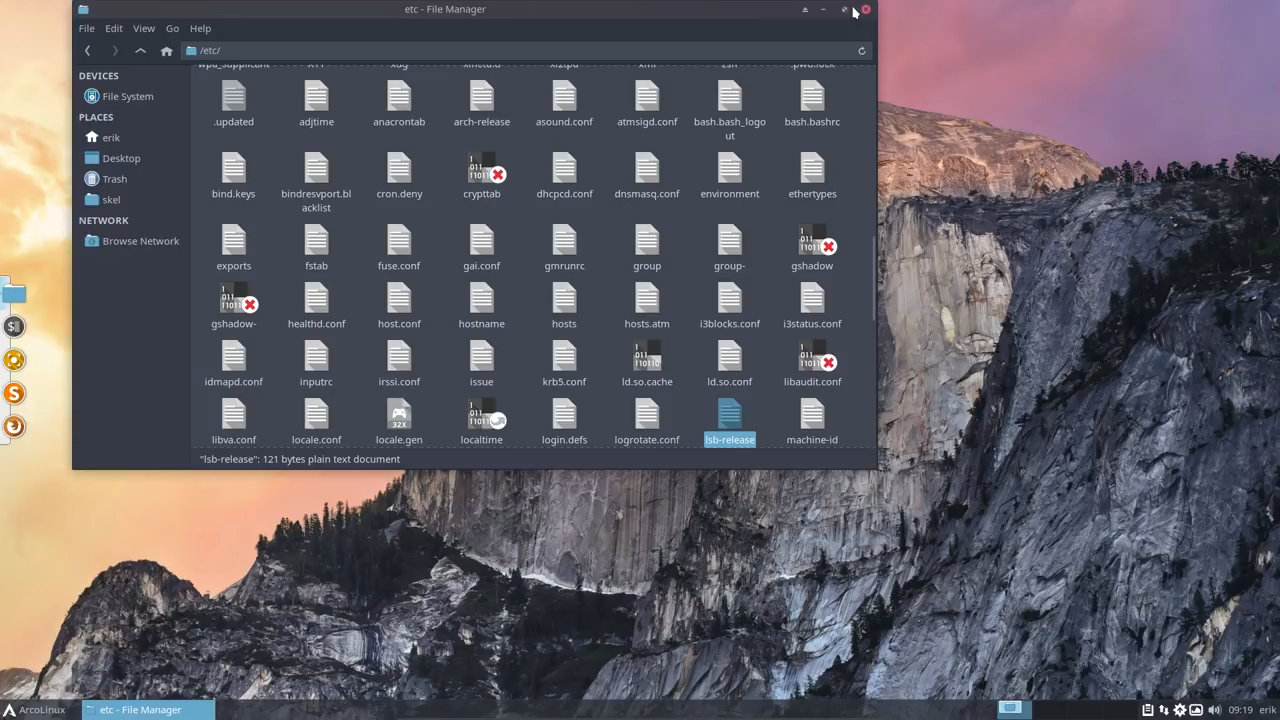 etc - File Manager
File Edit View Go Help
/etc/
DEVICES
File System
PLACES
erik
Desktop
Trash
skel
NETWORK
Browse Network
wpa_supplicant X11 xdg xinetd.d xl2tpd xml zsh .pwd.lock
.updated adjtime anacrontab arch-release asound.conf atmsigd.conf bash.bash_logo bash.bashrc
ut
bind.keys bindresvport.bl cron.deny crypttab dhcpcd.conf dnsmasq.conf environment ethertypes
acklist
exports fstab fuse.conf gai.conf gmrunrc group group- gshadow
gshadow- healthd.conf host.conf hostname hosts hosts.atm i3blocks.conf i3status.conf
idmapd.conf inputrc irssi.conf issue krb5.conf ld.so.cache ld.so.conf libaudit.conf
libva.conf locale.conf locale.gen localtime login.defs logrotate.conf lsb-release machine-id
"lsb-release": 121 bytes plain text document
ArcoLinux etc - File Manager 09:19 erik